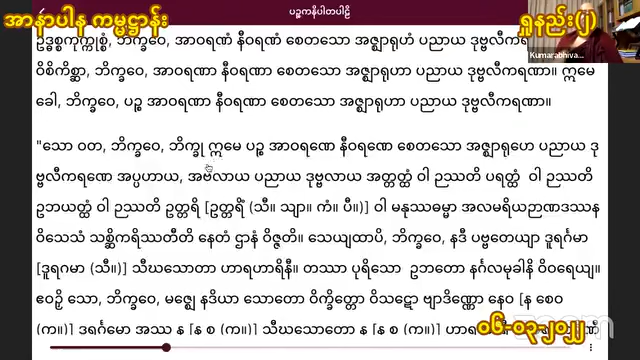 အာနာပါန ကမ္မဋ္ဌာန်း
ပဉ္စကနိပါတပါဠိ
ရှုနည်း(၂)
Kumarabhiva...
ဥဒ္ဓစ္စကုက္ကုစ္စံ, ဘိက္ခဝေ, အာဝရဏံ နီဝရဏံ စေတသော အဇ္ဈာရုဟံ ပညာယ ဒုဗ္ဗလီကရ
ဝိစိကိစ္ဆာ, ဘိက္ခဝေ, အာဝရဏာ နီဝရဏာ စေတသော အဇ္ဈာရုဟာ ပညာယ ဒုဗ္ဗလီကရဏာ။ ဣမေ
ခေါ, ဘိက္ခဝေ, ပဉ္စ အာဝရဏာ နီဝရဏာ စေတသော အဇ္ဈာရုဟာ ပညာယ ဒုဗ္ဗလီကရဏာ။
"သော ဝတ, ဘိက္ခဝေ, ဘိက္ခု ဣမေ ပဉ္စ အာဝရဏေ နီဝရဏေ စေတသော အဇ္ဈာရုဟေ ပညာယ ဒု
ဗ္ဗလီကရဏေ အပ္ပဟာယ, အဗလာယ ပညာယ ဒုဗ္ဗလာယ အတ္တတ္ထံ ဝါ ဉဿတိ ပရတ္ထံ ဝါ ဉဿတိ
ဥဘယတ္ထံ ဝါ ဉဿတိ ဥတ္တရိ [ဥတ္တရိံ (သီ။ သျာ။ ကံ။ ပီ။)] ဝါ မနုဿဓမ္မာ အလမရိယဉာဏဒဿန
ဝိသေသံ သစ္ဆိကရိဿတီတိ နေတံ ဌာနံ ဝိဇ္ဇတိ။ သေယျထာပိ, ဘိက္ခဝေ, နဒီ ပဗ္ဗတေယျာ ဒူရင်္ဂမာ
[ဒူရဂမာ (သီ။)] သီဃသောတာ ဟာရဟာရိနီ။ တဿာ ပုရိသော ဥဘတော နင်္ဂလမုခါနိ ဝိဝရေယျ။
ဧဝဉှိ သော, ဘိက္ခဝေ, မဇ္ဈေ နဒိယာ သောတော ဝိက္ခိတ္တော ဝိသဋော ဗျာဒိဏ္ဏော နေဝ [န စေဝ
(က။)] ဒူရင်္ဂမော အဿ န [န စ (က။)] သီဃသောတော န [န စ (က။)] ဟာရ
၀၆-၀၃-၂၀၂၂